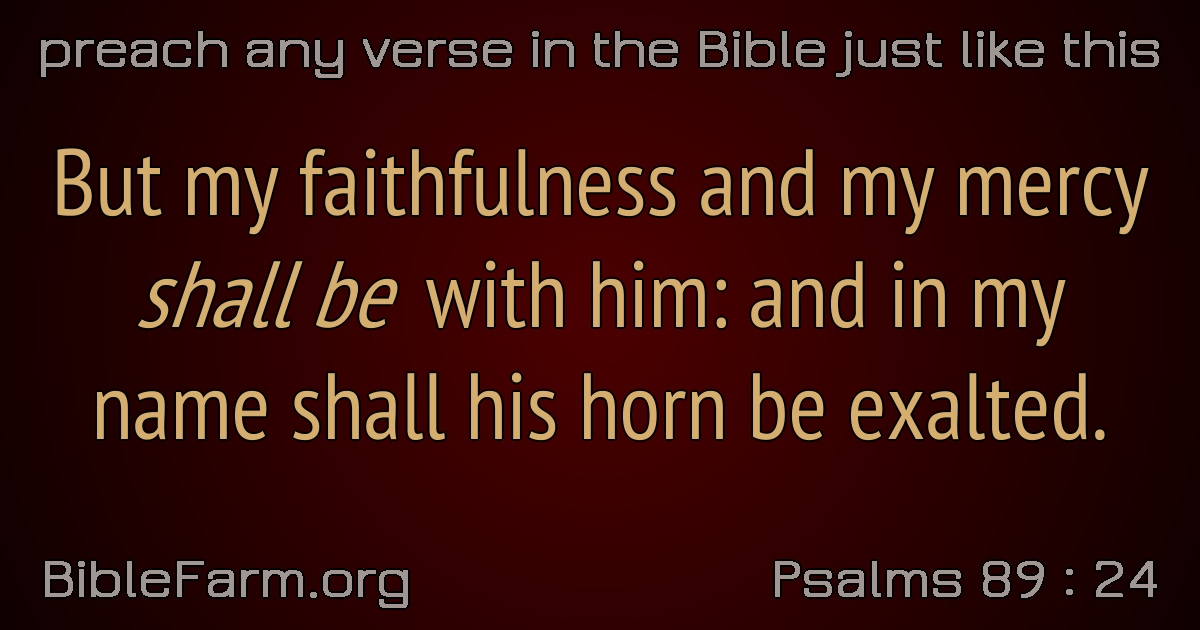 preach any verse in the Bible just like this
But my faithfulness and my mercy
shall be with him: and in my
name shall his horn be exalted.
BibleFarm.org
Psalms 89 : 24